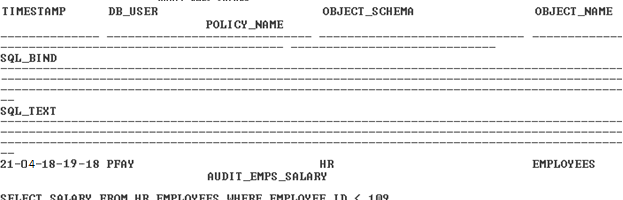 TIMESTAMP DB_USER OBJECT_SCHEMA OBJECT_NAME
POLICY_NAME
SQL_BIND
SQL_TEXT
21-04-18-19-18 PFAY HR EMPLOYEES
AUDIT_EMPS_SALARY
SELECT SALARY FROM HR.EMPLOYEES WHERE EMPLOYEE_ID < 109